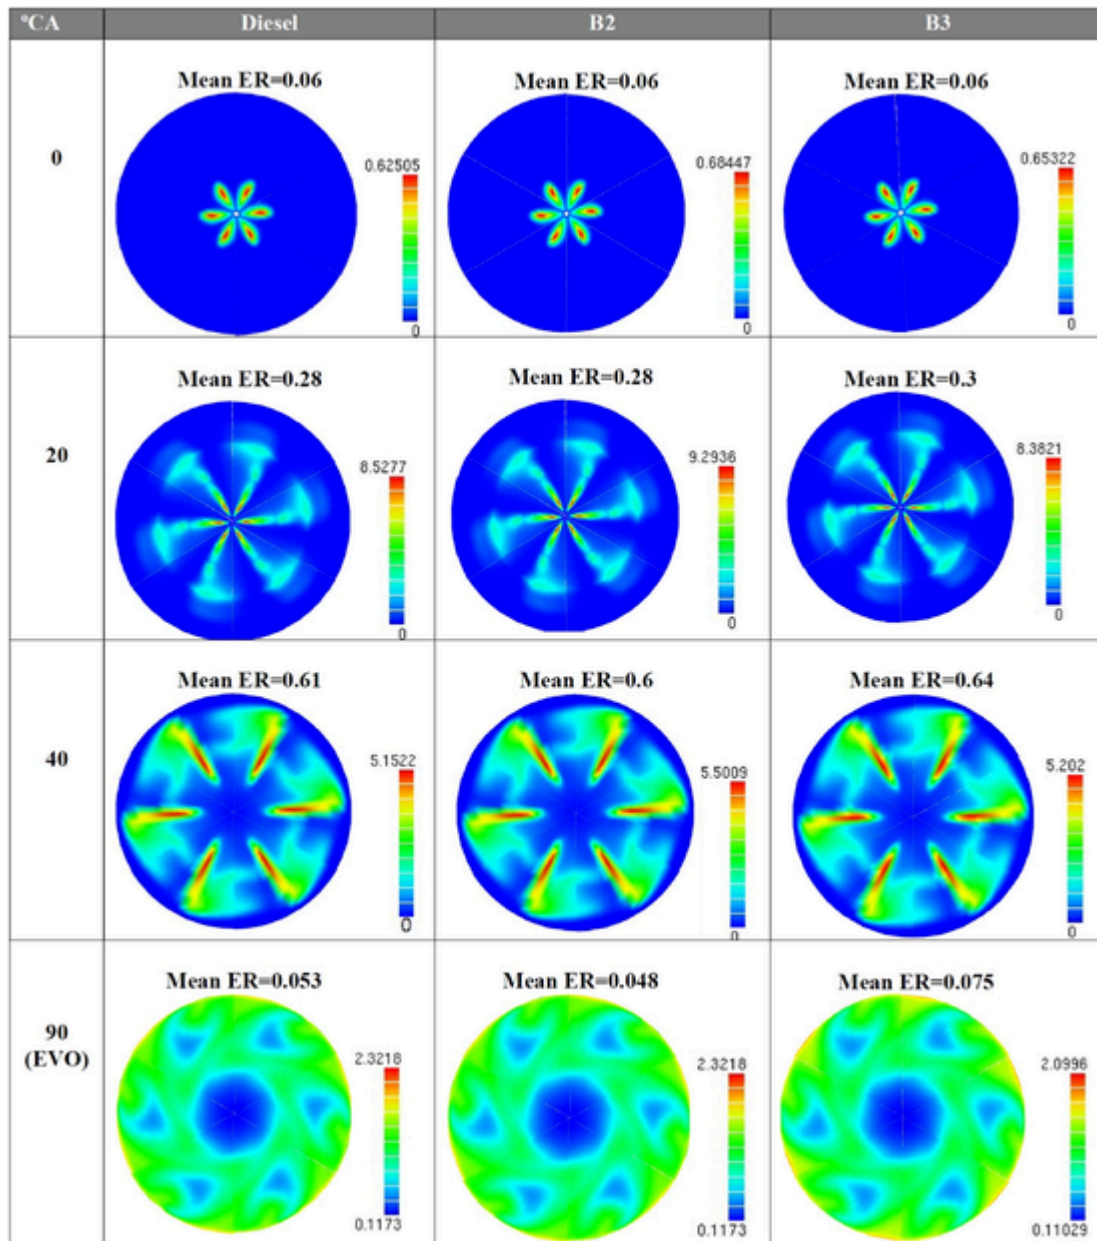 ºCA Diesel B2 B3
0
Mean ER=0.06
0.62505
0
Mean ER=0.06
0.68447
0
Mean ER=0.06
0.65322
0
20
Mean ER=0.28
8.5277
0
Mean ER=0.28
9.2936
0
Mean ER=0.3
8.3821
0
40
Mean ER=0.61
5.1522
0
Mean ER=0.6
5.5009
0
Mean ER=0.64
5.202
0
90
(EVO)
Mean ER=0.053
2.3218
0.1173
Mean ER=0.048
2.3218
0.1173
Mean ER=0.075
2.0996
0.11029